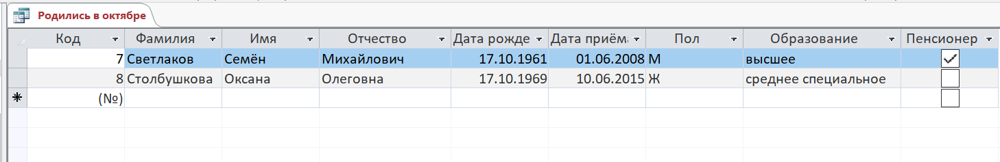 Родились в октябре
Код Фамилия Имя Отчество Дата рожде Дата приём Пол Образование Пенсионер
7 Светлаков Семён Михайлович 17.10.1961 01.06.2008 М высшее
8 Столбушкова Оксана Олеговна 17.10.1969 10.06.2015 Ж среднее специальное
(№)